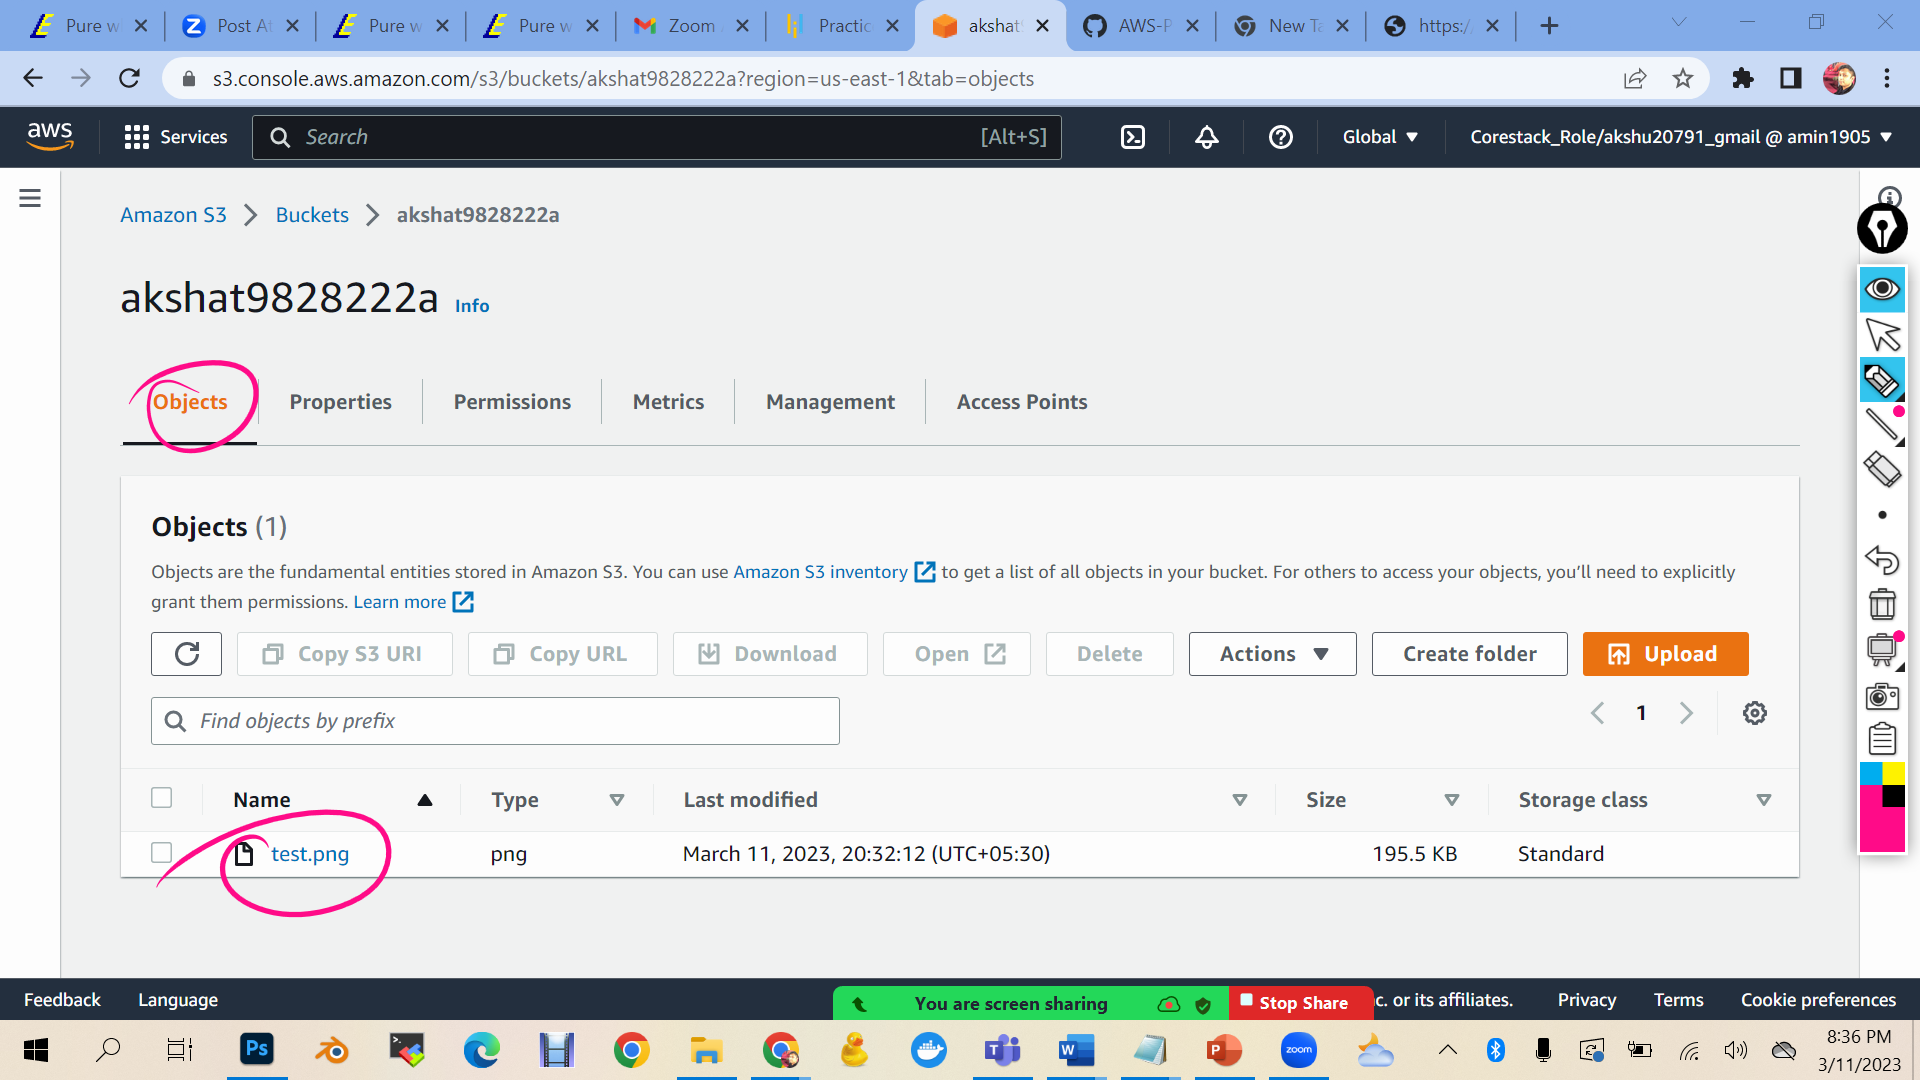 Pure w
Post At
Pure w
Pure w
Zoom
Practic
akshat
AWS-P
New Ta
https:/
s3.console.aws.amazon.com/s3/buckets/akshat9828222a?region=us-east-1&tab=objects
aws
Services
Search
[Alt+S]
Global
Corestack_Role/akshu20791_gmail @ amin1905
Amazon S3
Buckets
akshat9828222a
akshat9828222a
Info
Objects
Properties
Permissions
Metrics
Management
Access Points
Objects (1)
Objects are the fundamental entities stored in Amazon S3. You can use Amazon S3 inventory to get a list of all objects in your bucket. For others to access your objects, you’ll need to explicitly
grant them permissions. Learn more
Copy S3 URI
Copy URL
Download
Open
Delete
Actions
Create folder
Upload
Find objects by prefix
1
Name
Type
Last modified
Size
Storage class
test.png
png
March 11, 2023, 20:32:12 (UTC+05:30)
195.5 KB
Standard
Feedback
Language
You are screen sharing
Stop Share
c. or its affiliates.
Privacy
Terms
Cookie preferences
Ps
W
P
zoom
8:36 PM
3/11/2023